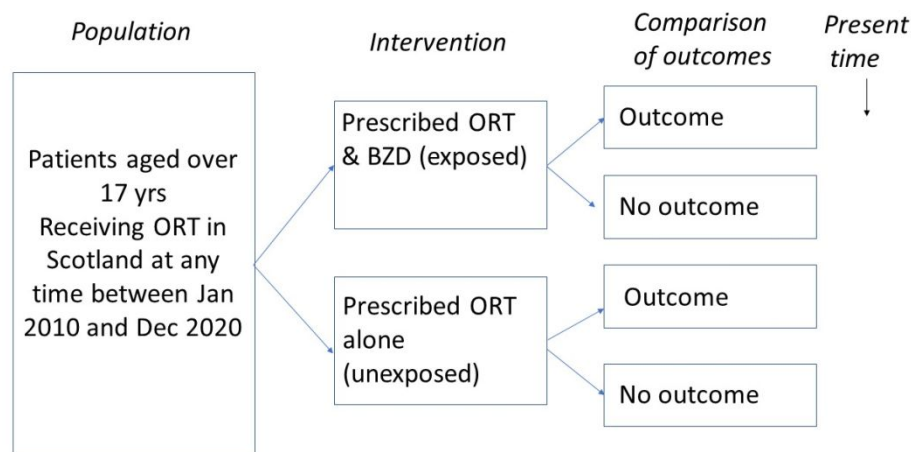 Population
Intervention
Comparison
of outcomes
Present
time
Patients aged over
17 yrs
Receiving ORT in
Scotland at any
time between Jan
2010 and Dec 2020
Prescribed ORT
& BZD (exposed)
Prescribed ORT
alone
(unexposed)
Outcome
No outcome
Outcome
No outcome